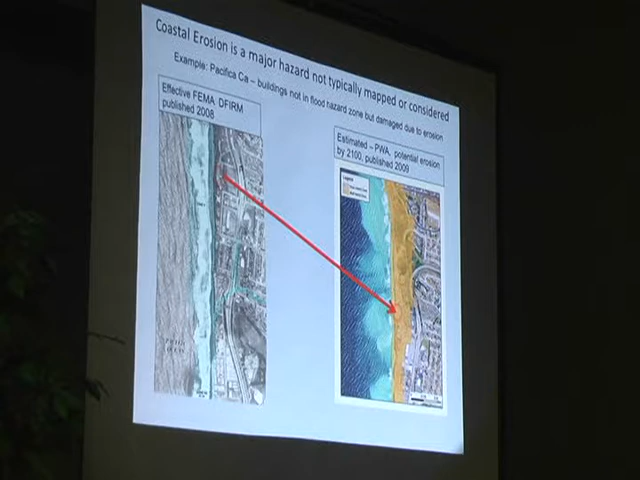 Coastal Erosion is a major hazard not typically mapped or considered
Example: Pacifica Ca – buildings not in flood hazard zone but damaged due to erosion
Effective FEMA DFIRM
published 2008
Estimated – PWA, potential erosion
by 2100, published 2009